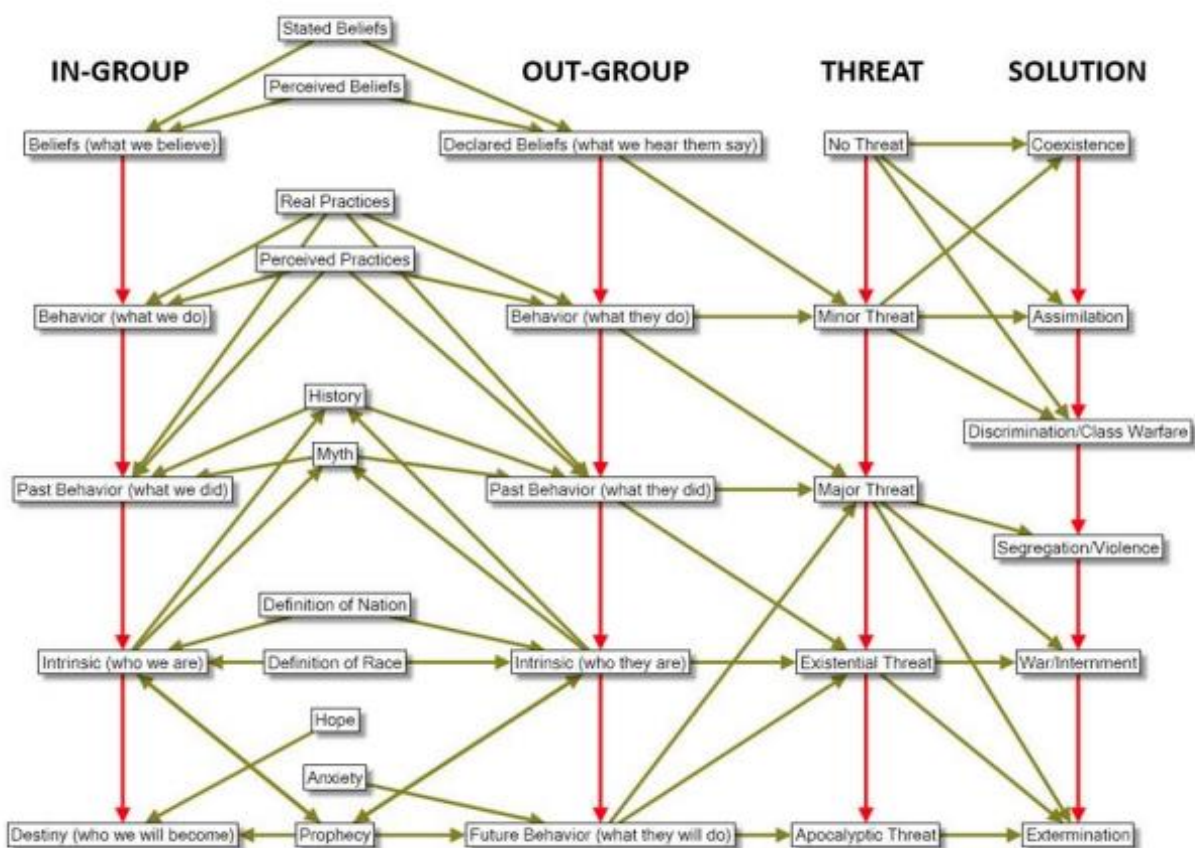 Stated Beliefs
IN-GROUP
OUT-GROUP
THREAT
SOLUTION
Perceived Beliefs
Beliefs (what we believe)
Declared Beliefs (what we hear them say)
No Threat
Coexistence
Real Practices
Perceived Practices
Behavior (what we do)
Behavior (what they do)
Minor Threat
Assimilation
History
Discrimination/Class Warfare
Myth
Past Behavior (what we did)
Past Behavior (what they did)
Major Threat
Segregation/Violence
Definition of Nation
Intrinsic (who we are)
Definition of Race
Intrinsic (who they are)
Existential Threat
War/Internment
Hope
Anxiety
Destiny (who we will become)
Prophecy
Future Behavior (what they will do)
Apocalyptic Threat
Extermination